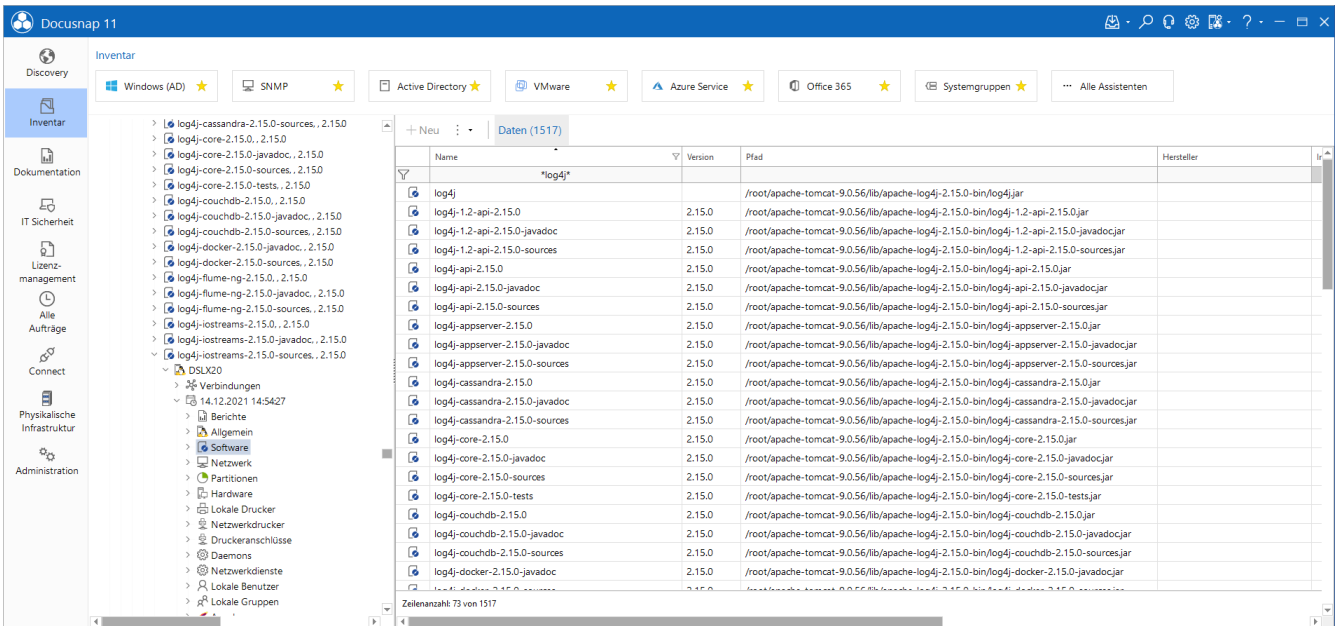 Docusnap 11
Discovery
Inventar
Dokumentation
IT Sicherheit
Lizenz-
management
Alle
Aufträge
Connect
Physikalische
Infrastruktur
Administration
Inventar
Windows (AD)
SNMP
Active Directory
VMware
Azure Service
Office 365
Systemgruppen
Alle Assistenten
log4j-cassandra-2.15.0-sources, , 2.15.0
log4j-core-2.15.0, , 2.15.0
log4j-core-2.15.0-javadoc, , 2.15.0
log4j-core-2.15.0-sources, , 2.15.0
log4j-core-2.15.0-tests, , 2.15.0
log4j-couchdb-2.15.0, , 2.15.0
log4j-couchdb-2.15.0-javadoc, , 2.15.0
log4j-couchdb-2.15.0-sources, , 2.15.0
log4j-docker-2.15.0-javadoc, , 2.15.0
log4j-docker-2.15.0-sources, , 2.15.0
log4j-flume-ng-2.15.0, , 2.15.0
log4j-flume-ng-2.15.0-javadoc, , 2.15.0
log4j-flume-ng-2.15.0-sources, , 2.15.0
log4j-iostreams-2.15.0, , 2.15.0
log4j-iostreams-2.15.0-javadoc, , 2.15.0
log4j-iostreams-2.15.0-sources, , 2.15.0
DSLX20
Verbindungen
14.12.2021 14:54:27
Berichte
Allgemein
Software
Netzwerk
Partitionen
Hardware
Lokale Drucker
Netzwerkdrucker
Druckeranschlüsse
Daemons
Netzwerkdienste
Lokale Benutzer
Lokale Gruppen
Neu
Daten (1517)
Name Version Pfad Hersteller
*log4j*
log4j /root/apache-tomcat-9.0.56/lib/apache-log4j-2.15.0-bin/log4j.jar
log4j-1.2-api-2.15.0 2.15.0 /root/apache-tomcat-9.0.56/lib/apache-log4j-2.15.0-bin/log4j-1.2-api-2.15.0.jar
log4j-1.2-api-2.15.0-javadoc 2.15.0 /root/apache-tomcat-9.0.56/lib/apache-log4j-2.15.0-bin/log4j-1.2-api-2.15.0-javadoc.jar
log4j-1.2-api-2.15.0-sources 2.15.0 /root/apache-tomcat-9.0.56/lib/apache-log4j-2.15.0-bin/log4j-1.2-api-2.15.0-sources.jar
log4j-api-2.15.0 2.15.0 /root/apache-tomcat-9.0.56/lib/apache-log4j-2.15.0-bin/log4j-api-2.15.0.jar
log4j-api-2.15.0-javadoc 2.15.0 /root/apache-tomcat-9.0.56/lib/apache-log4j-2.15.0-bin/log4j-api-2.15.0-javadoc.jar
log4j-api-2.15.0-sources 2.15.0 /root/apache-tomcat-9.0.56/lib/apache-log4j-2.15.0-bin/log4j-api-2.15.0-sources.jar
log4j-appserver-2.15.0 2.15.0 /root/apache-tomcat-9.0.56/lib/apache-log4j-2.15.0-bin/log4j-appserver-2.15.0.jar
log4j-appserver-2.15.0-javadoc 2.15.0 /root/apache-tomcat-9.0.56/lib/apache-log4j-2.15.0-bin/log4j-appserver-2.15.0-javadoc.jar
log4j-appserver-2.15.0-sources 2.15.0 /root/apache-tomcat-9.0.56/lib/apache-log4j-2.15.0-bin/log4j-appserver-2.15.0-sources.jar
log4j-cassandra-2.15.0 2.15.0 /root/apache-tomcat-9.0.56/lib/apache-log4j-2.15.0-bin/log4j-cassandra-2.15.0.jar
log4j-cassandra-2.15.0-javadoc 2.15.0 /root/apache-tomcat-9.0.56/lib/apache-log4j-2.15.0-bin/log4j-cassandra-2.15.0-javadoc.jar
log4j-cassandra-2.15.0-sources 2.15.0 /root/apache-tomcat-9.0.56/lib/apache-log4j-2.15.0-bin/log4j-cassandra-2.15.0-sources.jar
log4j-core-2.15.0 2.15.0 /root/apache-tomcat-9.0.56/lib/apache-log4j-2.15.0-bin/log4j-core-2.15.0.jar
log4j-core-2.15.0-javadoc 2.15.0 /root/apache-tomcat-9.0.56/lib/apache-log4j-2.15.0-bin/log4j-core-2.15.0-javadoc.jar
log4j-core-2.15.0-sources 2.15.0 /root/apache-tomcat-9.0.56/lib/apache-log4j-2.15.0-bin/log4j-core-2.15.0-sources.jar
log4j-core-2.15.0-tests 2.15.0 /root/apache-tomcat-9.0.56/lib/apache-log4j-2.15.0-bin/log4j-core-2.15.0-tests.jar
log4j-couchdb-2.15.0 2.15.0 /root/apache-tomcat-9.0.56/lib/apache-log4j-2.15.0-bin/log4j-couchdb-2.15.0.jar
log4j-couchdb-2.15.0-javadoc 2.15.0 /root/apache-tomcat-9.0.56/lib/apache-log4j-2.15.0-bin/log4j-couchdb-2.15.0-javadoc.jar
log4j-couchdb-2.15.0-sources 2.15.0 /root/apache-tomcat-9.0.56/lib/apache-log4j-2.15.0-bin/log4j-couchdb-2.15.0-sources.jar
log4j-docker-2.15.0-javadoc 2.15.0 /root/apache-tomcat-9.0.56/lib/apache-log4j-2.15.0-bin/log4j-docker-2.15.0-javadoc.jar
Zeilenanzahl: 73 von 1517